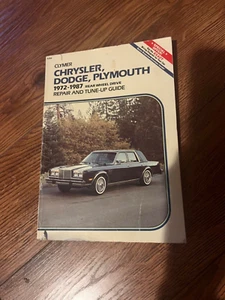 CLYMER
CHRYSLER,
DODGE, PLYMOUTH
1972-1987 REAR WHEEL DRIVE
REPAIR AND TUNE-UP GUIDE